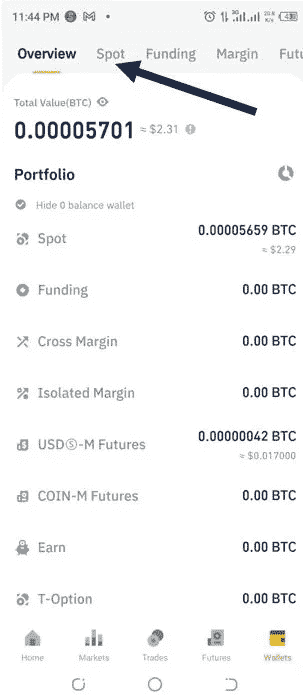 11:44 PM
Overview Spot Funding Margin Futu
Total Value(BTC)
0.00005701 ≈ $2.31
Portfolio
Hide 0 balance wallet
Spot 0.00005659 BTC
≈ $2.29
Funding 0.00 BTC
Cross Margin 0.00 BTC
Isolated Margin 0.00 BTC
USDⓈ-M Futures 0.00000042 BTC
≈ $0.017000
COIN-M Futures 0.00 BTC
Earn 0.00 BTC
T-Option 0.00 BTC
Home Markets Trades Futures Wallets